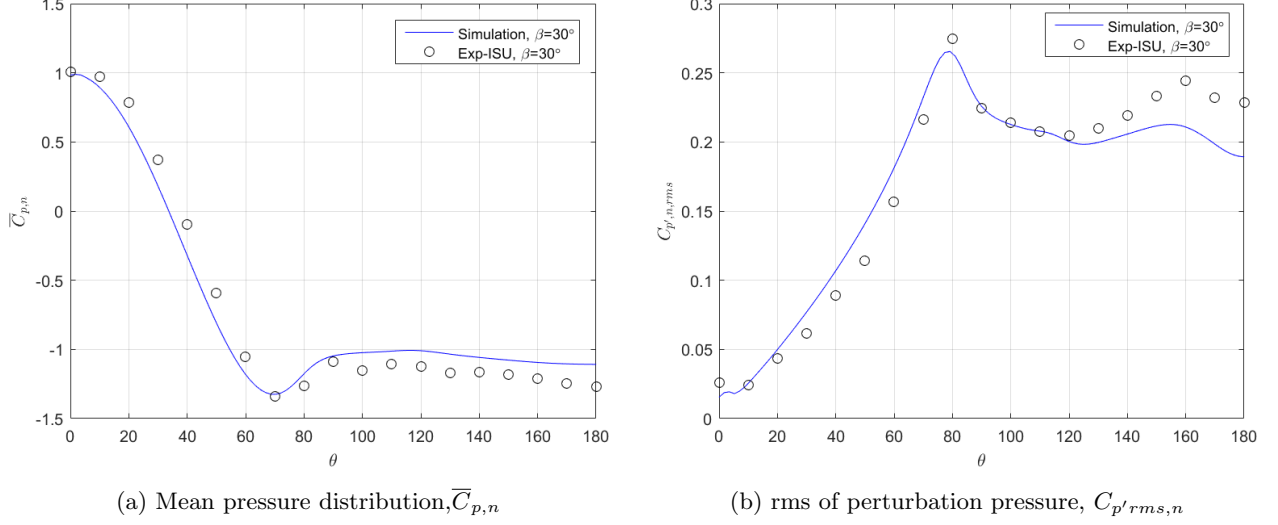 1.5
1
0.5
0
-0.5
-1
-1.5
C̅p,n
0 20 40 60 80 100 120 140 160 180
θ
Simulation, β=30°
Exp-ISU, β=30°
(a) Mean pressure distribution,C̅p,n
0.3
0.25
0.2
0.15
0.1
0.05
0
Cp′,n,rms
0 20 40 60 80 100 120 140 160 180
θ
Simulation, β=30°
Exp-ISU, β=30°
(b) rms of perturbation pressure, Cp′rms,n